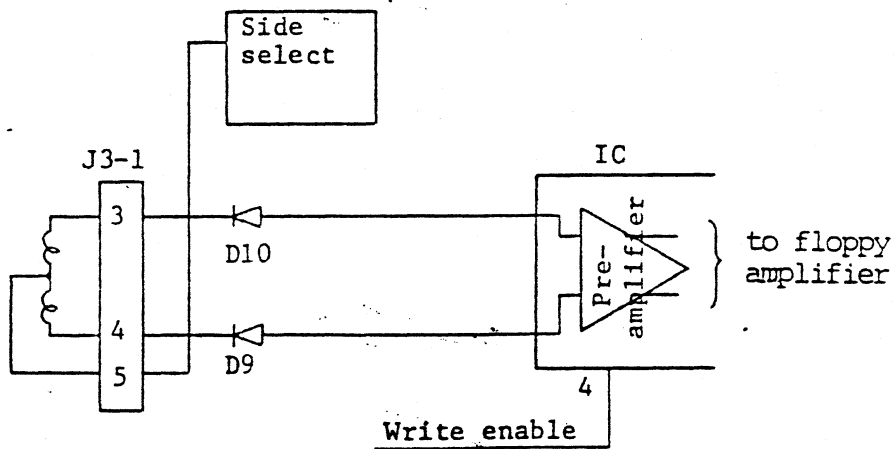 Side
select
J3-1
IC
3
D10
Pre-
amplifier
to floppy
amplifier
4
D9
5
4
Write enable